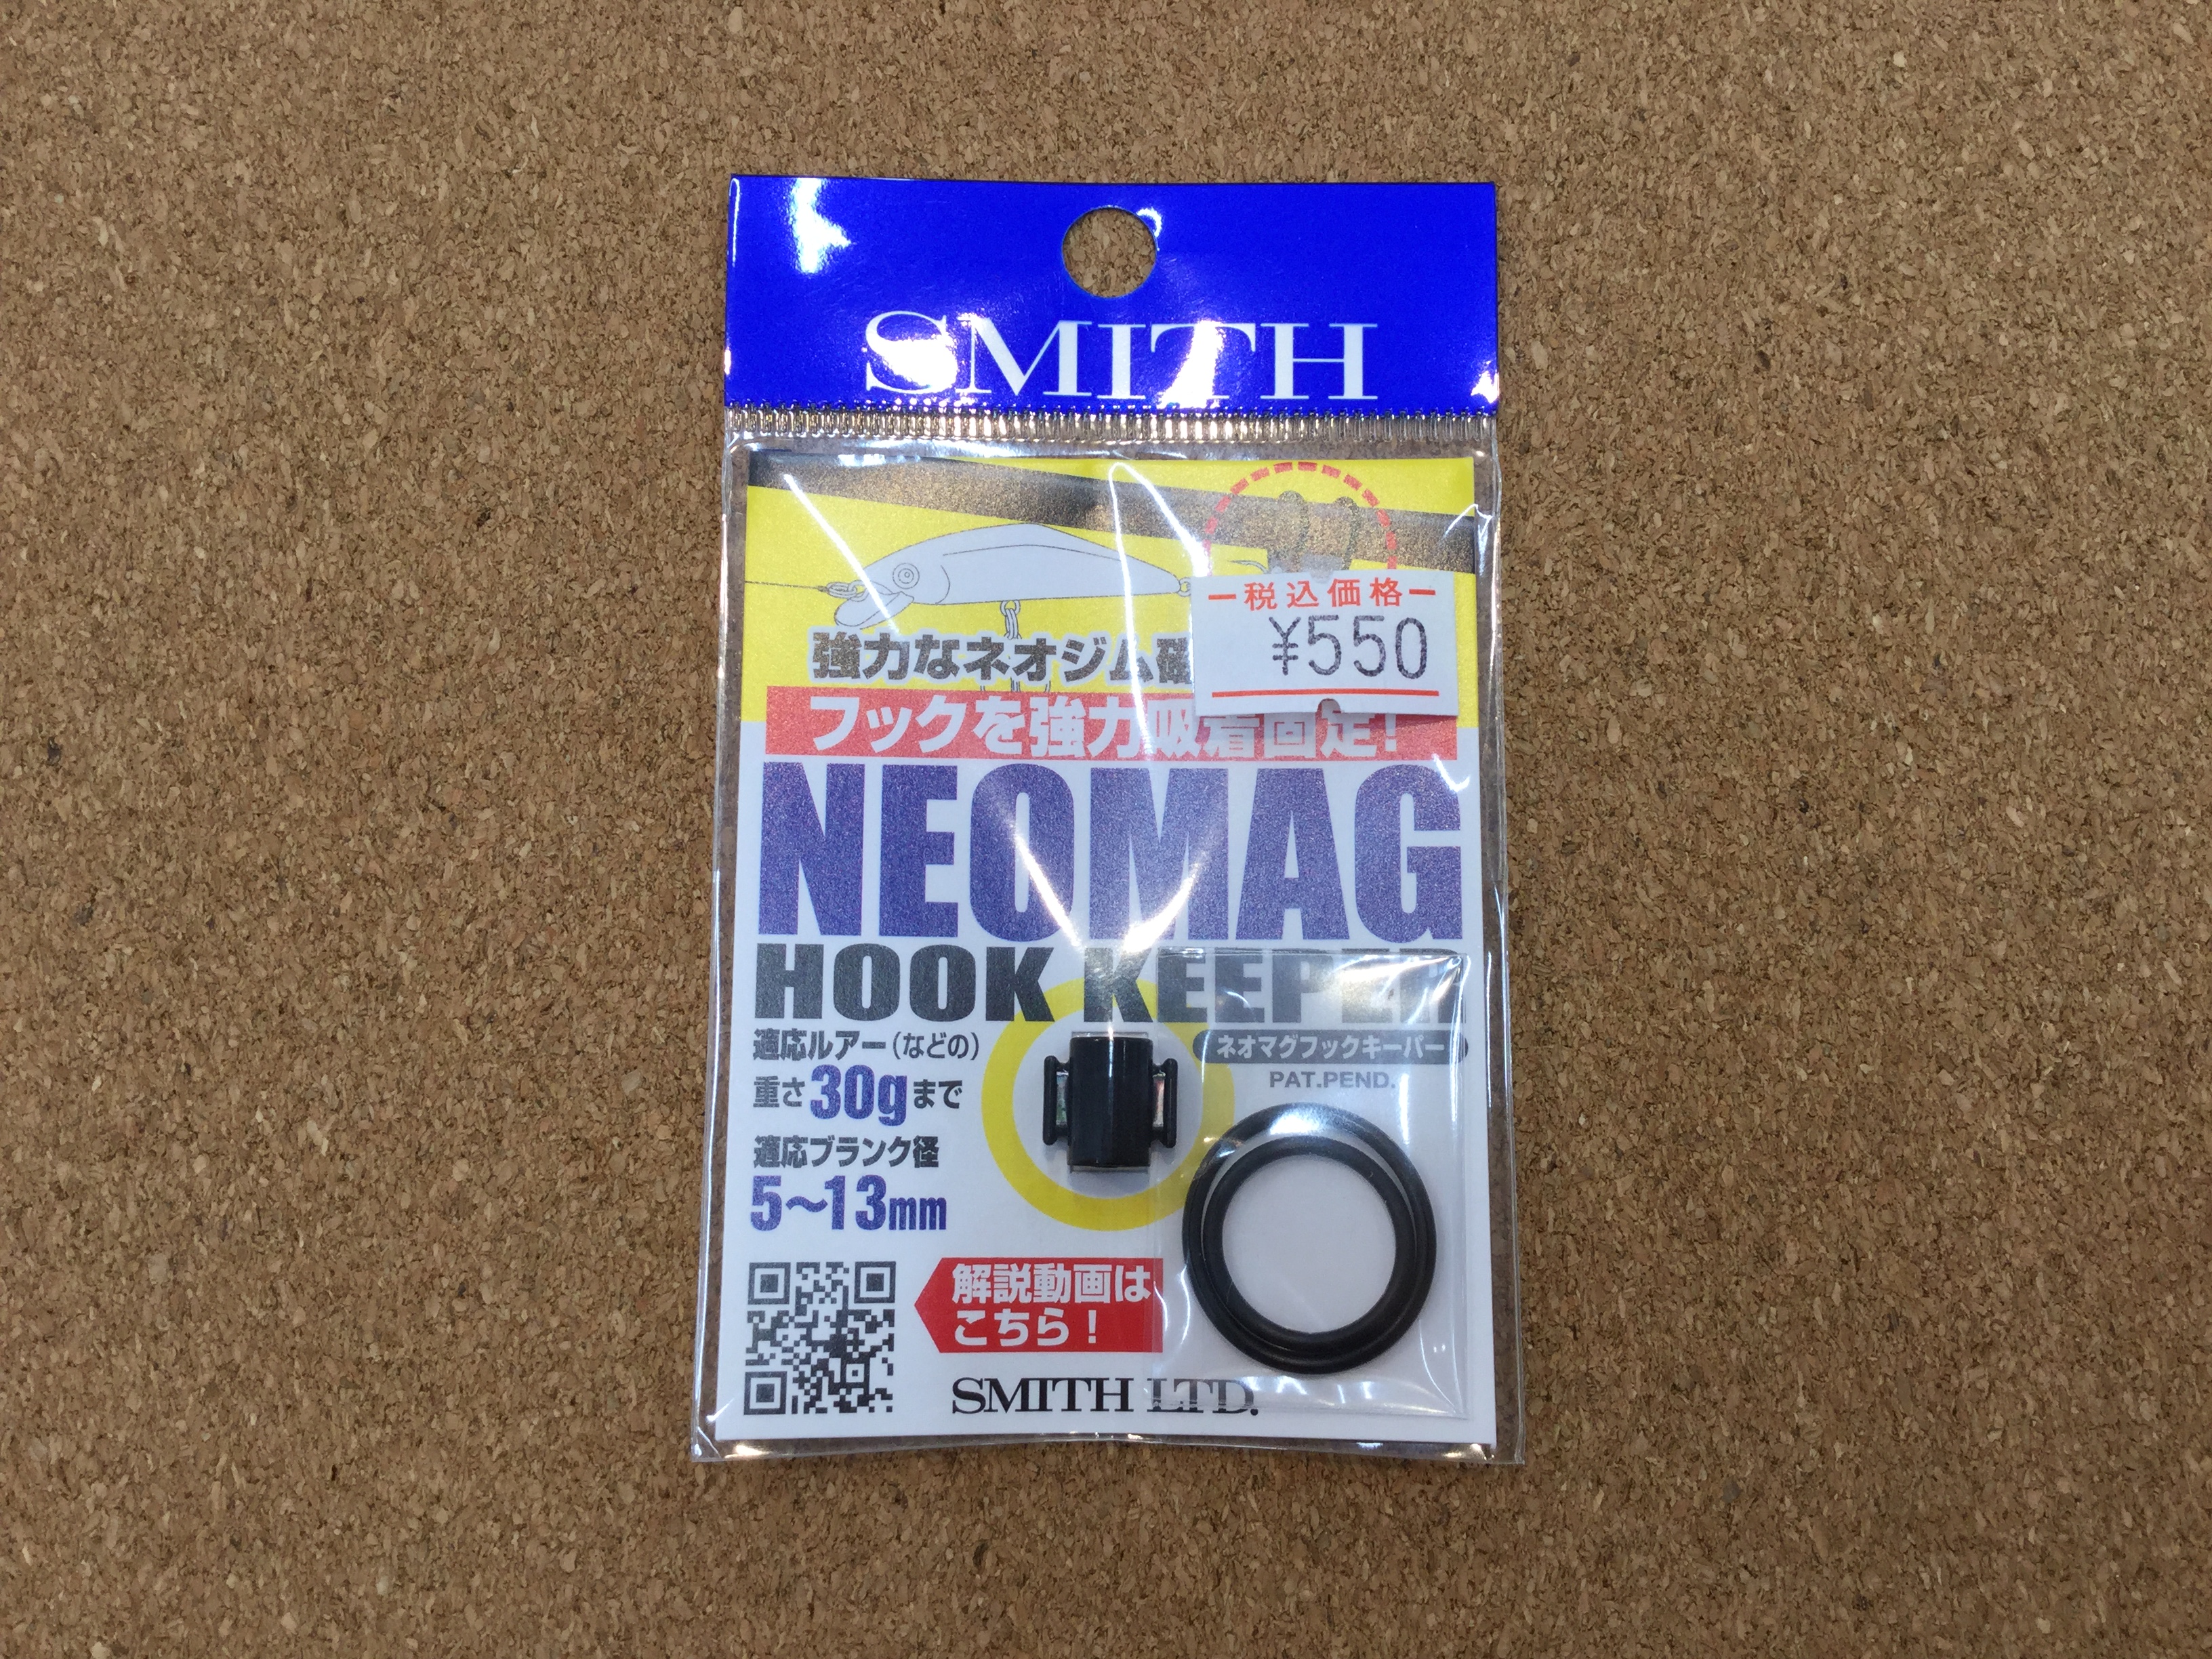 SMITH
税込価格
¥550
強力なネオジム
フックを強力吸着固定!
NEOMAG
HOOK KEEPER
ネオマグフックキーパー
PAT.PEND.
適応ルアー(などの)
重さ30gまで
適応ブランク径
5〜13mm
解説動画は
こちら!
SMITH LTD.